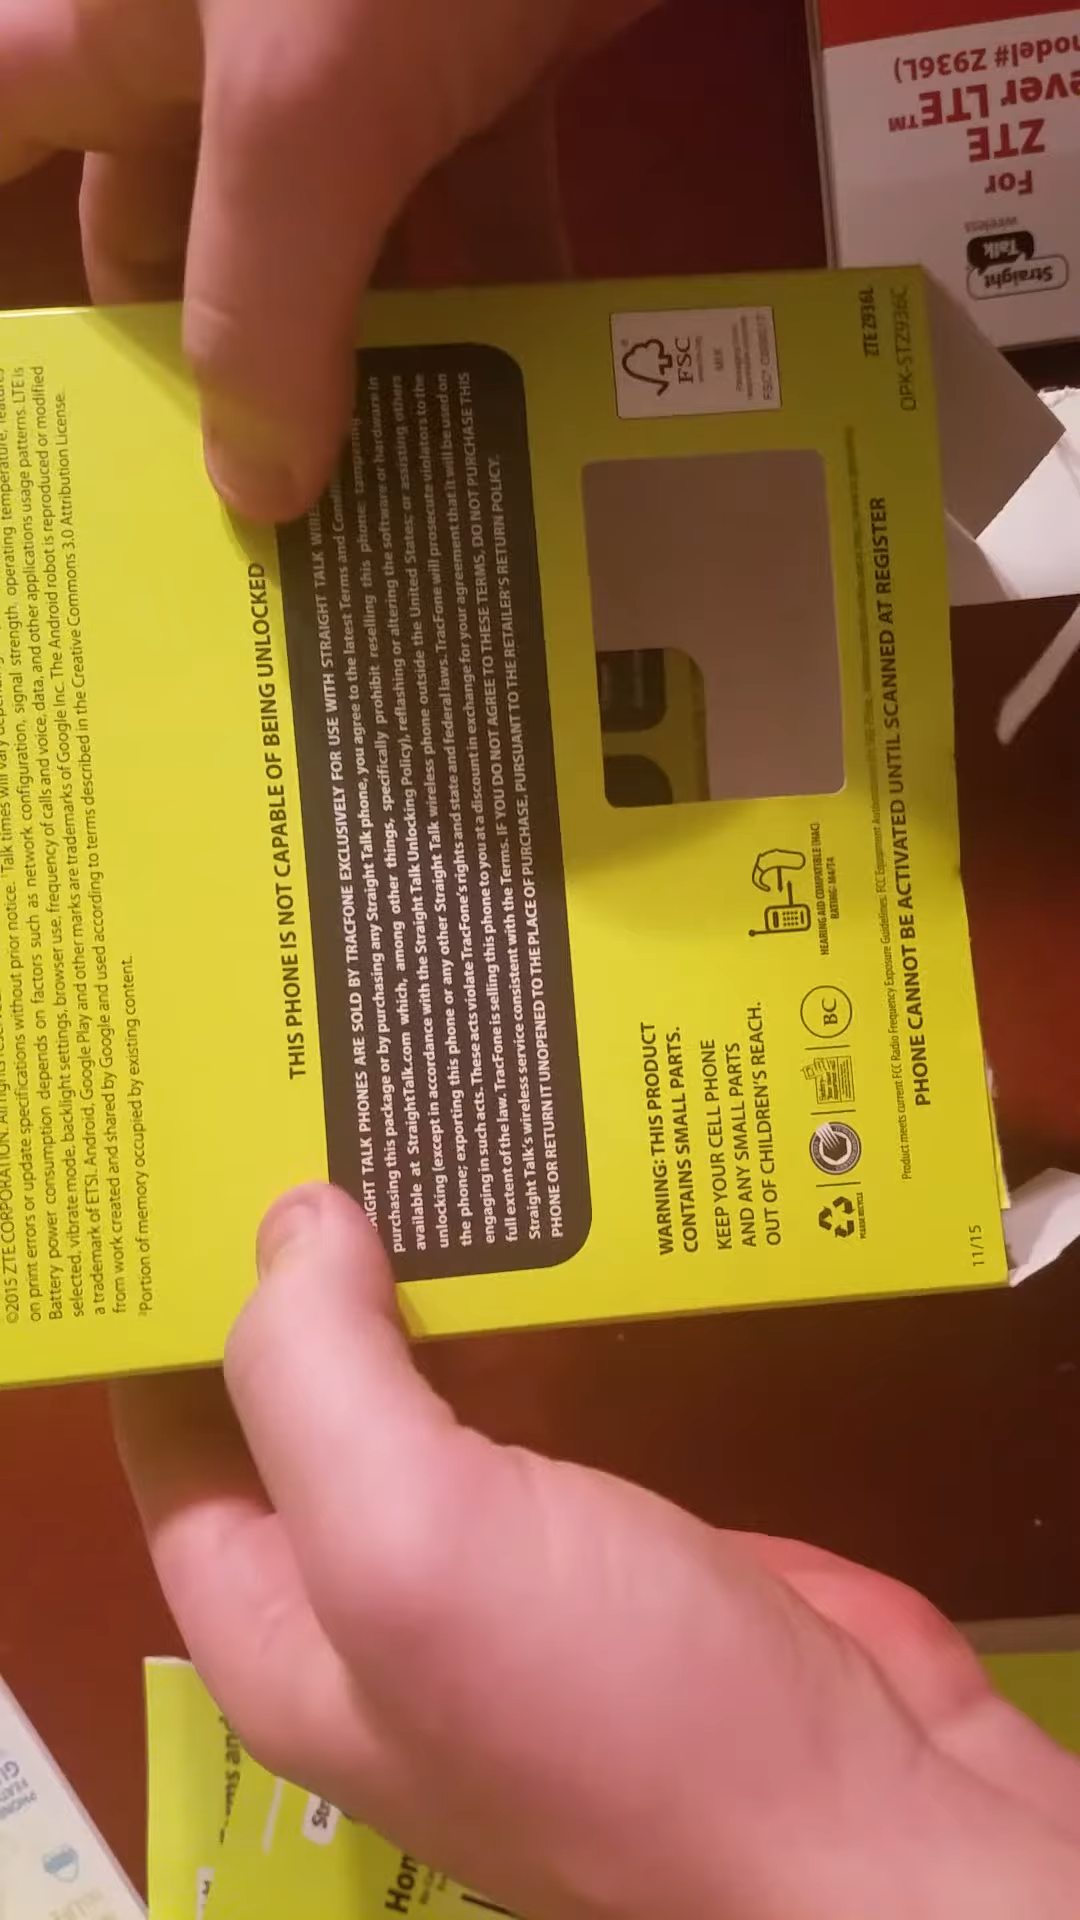 ©2015 ZTE CORPORATION. All rights
on print errors or update specifications without prior notice. ¹Talk times will vary
Battery power consumption depends on factors such as network configuration, signal strength, operating temperature, features
selected, vibrate mode, backlight settings, browser use, frequency of calls and voice, data, and other applications usage patterns. LTE is
a trademark of ETSI. Android, Google Play and other marks are trademarks of Google Inc. The Android robot is reproduced or modified
from work created and shared by Google and used according to terms described in the Creative Commons 3.0 Attribution License.
Portion of memory occupied by existing content.
THIS PHONE IS NOT CAPABLE OF BEING UNLOCKED
IGHT TALK PHONES ARE SOLD BY TRACFONE EXCLUSIVELY FOR USE WITH STRAIGHT TALK
purchasing this package or by purchasing any Straight Talk phone, you agree to the latest Terms and
available at StraightTalk.com which, among other things, specifically prohibit reselling this phone; tampering
unlocking (except in accordance with the Straight Talk Unlocking Policy), reflashing or altering the software or hardware in
the phone; exporting this phone or any other Straight Talk wireless phone outside the United States; or assisting others
engaging in such acts. These acts violate TracFone's rights and state and federal laws. TracFone will prosecute violators to the
full extent of the law. TracFone is selling this phone to you at a discount in exchange for your agreement that it will be used on
Straight Talk's wireless service consistent with the Terms. IF YOU DO NOT AGREE TO THESE TERMS, DO NOT PURCHASE THIS
PHONE OR RETURN IT UNOPENED TO THE PLACE OF PURCHASE, PURSUANT TO THE RETAILER'S RETURN POLICY.
WARNING: THIS PRODUCT
CONTAINS SMALL PARTS.
KEEP YOUR CELL PHONE
AND ANY SMALL PARTS
OUT OF CHILDREN'S REACH.
PLEASE RECYCLE
BC
HEARING AID COMPATIBLE (HAC)
RATING: M4/T4
FSC
MIX
Product meets current FCC Radio Frequency Exposure Guidelines: FCC Equipment
PHONE CANNOT BE ACTIVATED UNTIL SCANNED AT REGISTER
11/15
ZTE Z936L
OPK-STZ936C
Straight
Talk
wireless
For
ZTE
ever LTE™
model# Z936L)
Hom